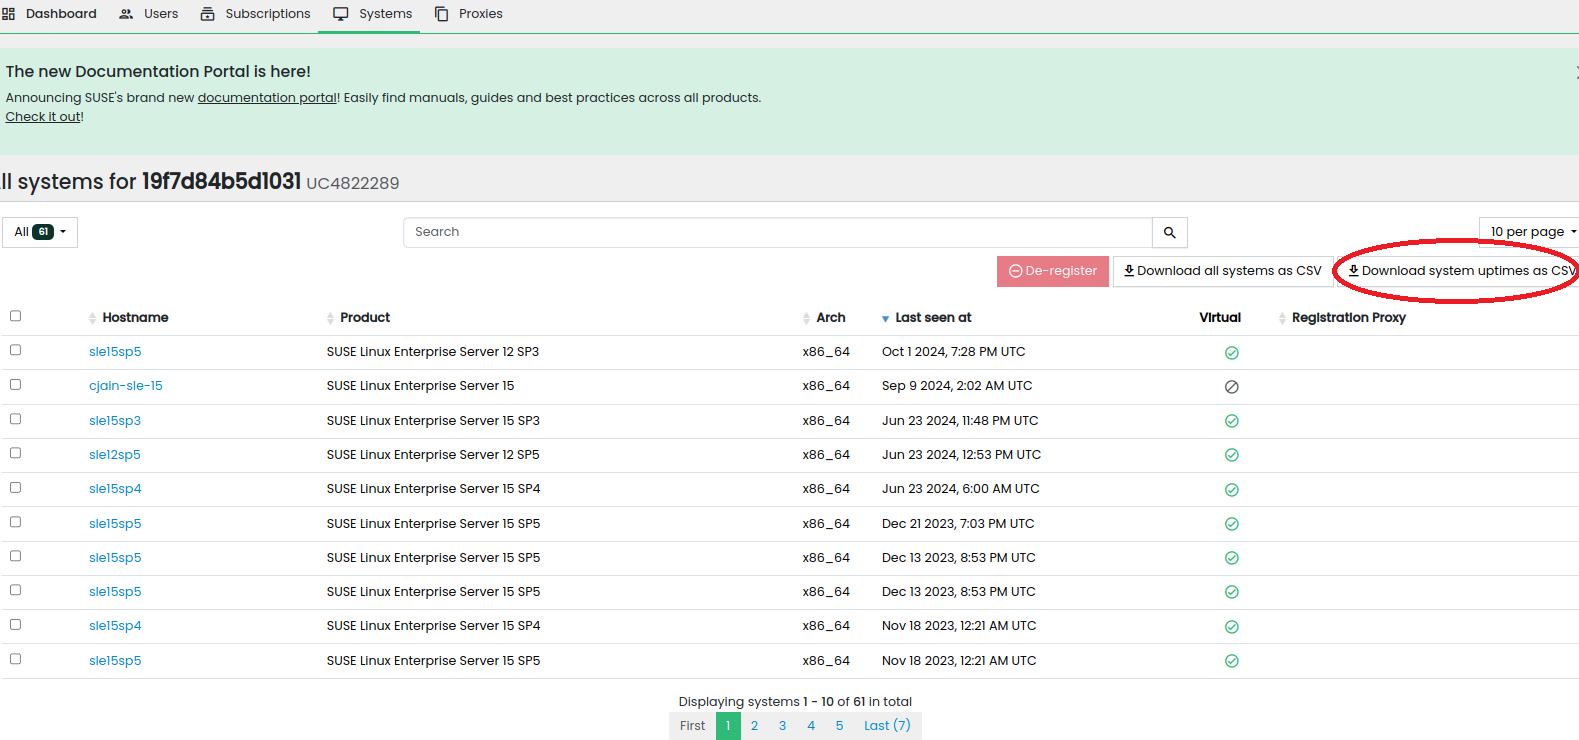 Dashboard Users Subscriptions Systems Proxies
The new Documentation Portal is here!
Announcing SUSE's brand new documentation portal! Easily find manuals, guides and best practices across all products.
Check it out!
ll systems for 19f7d84b5d1031 UC4822289
All 61 Search 10 per page
De-register Download all systems as CSV Download system uptimes as CSV
Hostname Product Arch Last seen at Virtual Registration Proxy
sle15sp5 SUSE Linux Enterprise Server 12 SP3 x86_64 Oct 1 2024, 7:28 PM UTC
cjain-sle-15 SUSE Linux Enterprise Server 15 x86_64 Sep 9 2024, 2:02 AM UTC
sle15sp3 SUSE Linux Enterprise Server 15 SP3 x86_64 Jun 23 2024, 11:48 PM UTC
sle12sp5 SUSE Linux Enterprise Server 12 SP5 x86_64 Jun 23 2024, 12:53 PM UTC
sle15sp4 SUSE Linux Enterprise Server 15 SP4 x86_64 Jun 23 2024, 6:00 AM UTC
sle15sp5 SUSE Linux Enterprise Server 15 SP5 x86_64 Dec 21 2023, 7:03 PM UTC
sle15sp5 SUSE Linux Enterprise Server 15 SP5 x86_64 Dec 13 2023, 8:53 PM UTC
sle15sp5 SUSE Linux Enterprise Server 15 SP5 x86_64 Dec 13 2023, 8:53 PM UTC
sle15sp4 SUSE Linux Enterprise Server 15 SP4 x86_64 Nov 18 2023, 12:21 AM UTC
sle15sp5 SUSE Linux Enterprise Server 15 SP5 x86_64 Nov 18 2023, 12:21 AM UTC
Displaying systems 1 - 10 of 61 in total
First 1 2 3 4 5 Last (7)